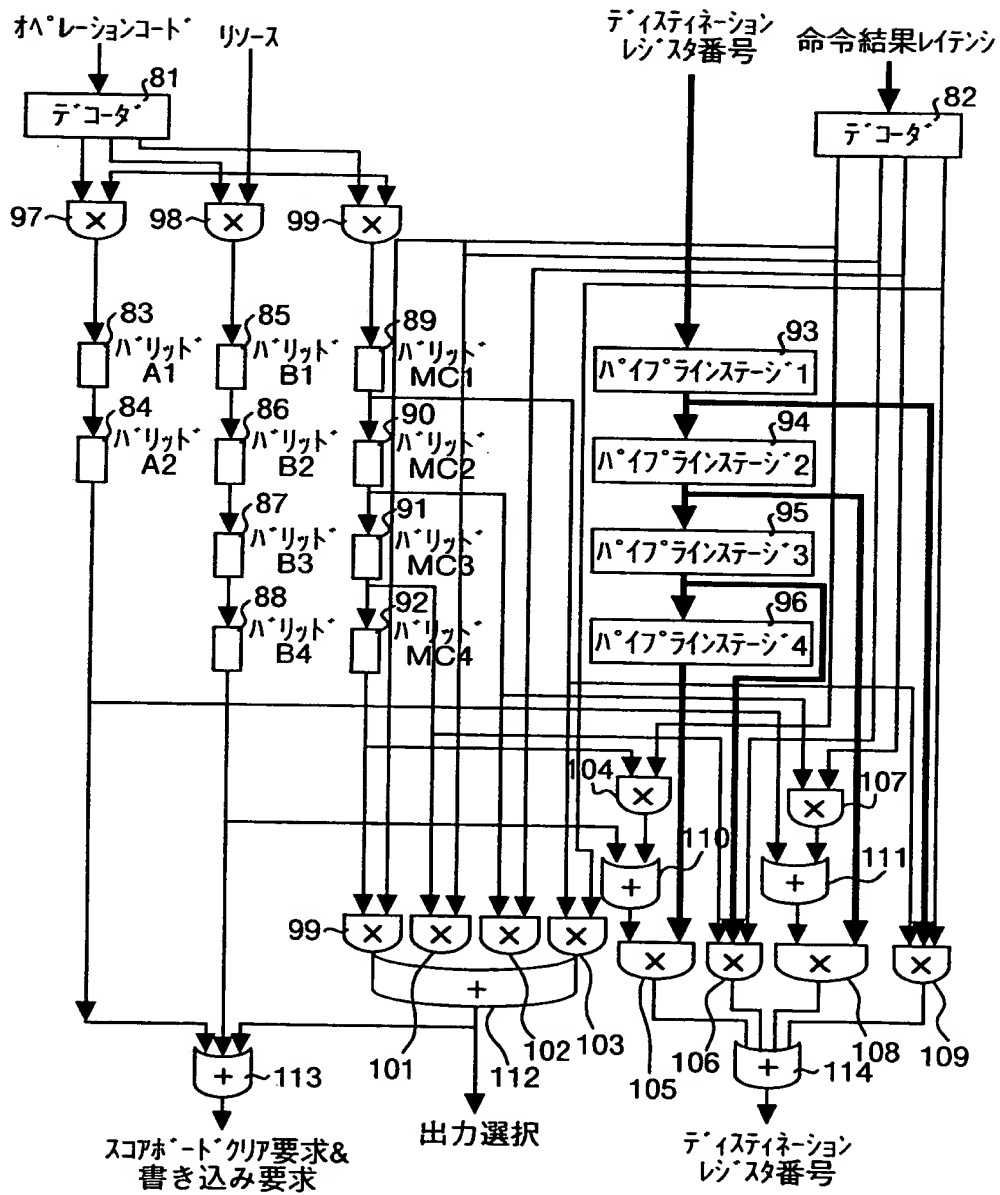 オペレーションコード
リソース
ディスティネーション
レジスタ番号
命令結果レイテンシ
81
デコーダ
82
デコーダ
97
×
98
×
99
×
83
バリッド
A1
85
バリッド
B1
89
バリッド
MC1
93
パイプラインステージ1
84
バリッド
A2
86
バリッド
B2
90
バリッド
MC2
94
パイプラインステージ2
87
バリッド
B3
91
バリッド
MC3
95
パイプラインステージ3
88
バリッド
B4
92
バリッド
MC4
96
パイプラインステージ4
104
×
107
×
110
+
111
+
99
×
×
×
×
×
×
×
×
101
102
103
112
+
105
106
108
109
113
+
114
+
スコアボードクリア要求&
書き込み要求
出力選択
ディスティネーション
レジスタ番号